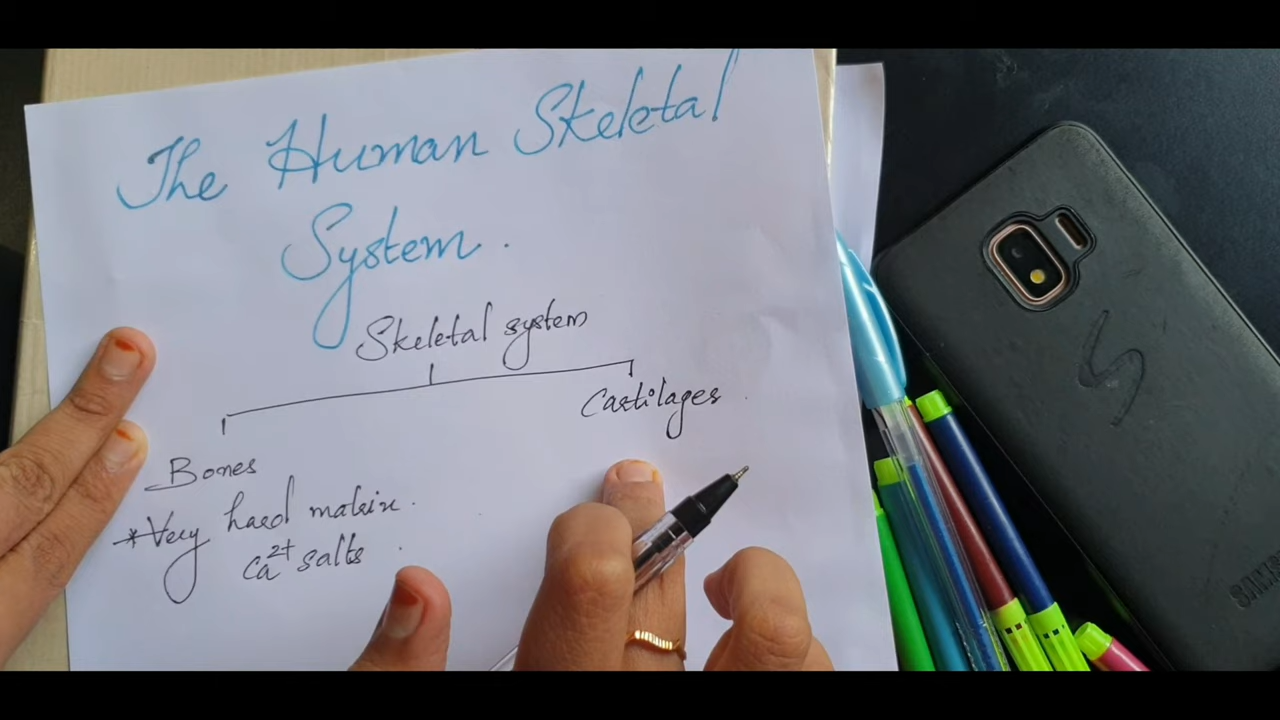 The Human Skeletal
System.
Skeletal system
Cartilages.
Bones
*Very hard matrix.
Ca2+ salts.
S
SAMSUNG